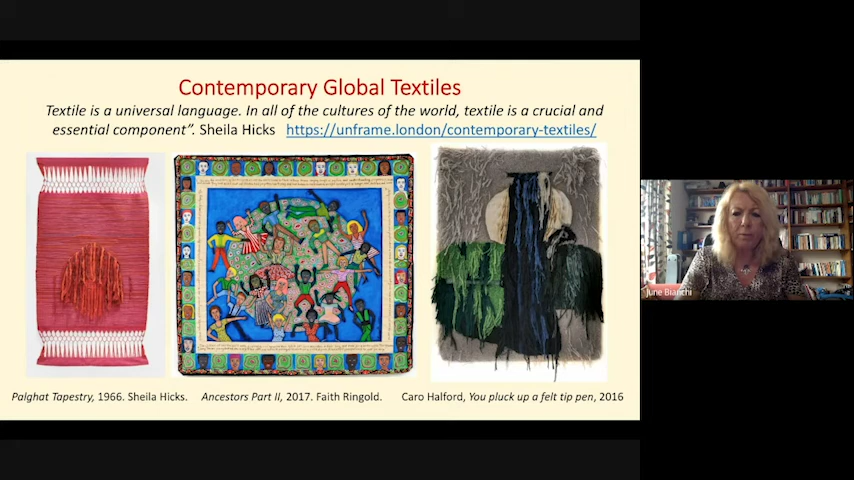 Contemporary Global Textiles
Textile is a universal language. In all of the cultures of the world, textile is a crucial and
essential component”. Sheila Hicks https://unframe.london/contemporary-textiles/
Palghat Tapestry, 1966. Sheila Hicks.
Ancestors Part II, 2017. Faith Ringold.
Caro Halford, You pluck up a felt tip pen, 2016
June Bianchi